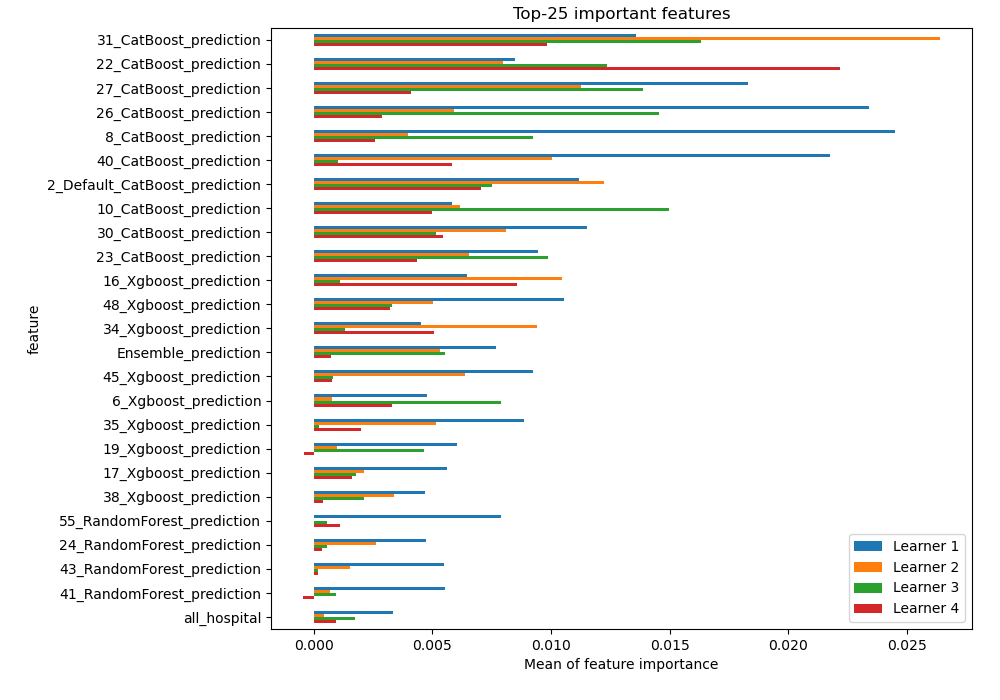 Top-25 important features
31_CatBoost_prediction
22_CatBoost_prediction
27_CatBoost_prediction
26_CatBoost_prediction
8_CatBoost_prediction
40_CatBoost_prediction
2_Default_CatBoost_prediction
10_CatBoost_prediction
30_CatBoost_prediction
23_CatBoost_prediction
16_Xgboost_prediction
48_Xgboost_prediction
34_Xgboost_prediction
Ensemble_prediction
45_Xgboost_prediction
6_Xgboost_prediction
35_Xgboost_prediction
19_Xgboost_prediction
17_Xgboost_prediction
38_Xgboost_prediction
55_RandomForest_prediction
24_RandomForest_prediction
43_RandomForest_prediction
41_RandomForest_prediction
all_hospital
feature
Learner 1
Learner 2
Learner 3
Learner 4
0.000 0.005 0.010 0.015 0.020 0.025
Mean of feature importance